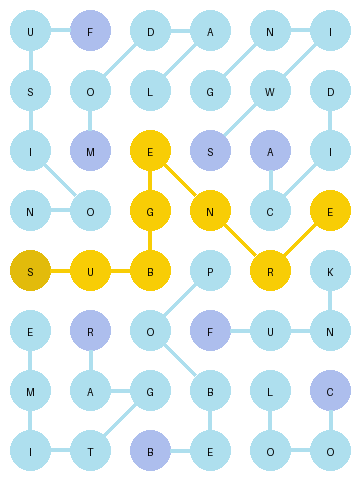 U F D A N I
S O L G W D
I M E S A I
N O G N C E
S U B P R K
E R O F U N
M A G B L C
I T B E O O